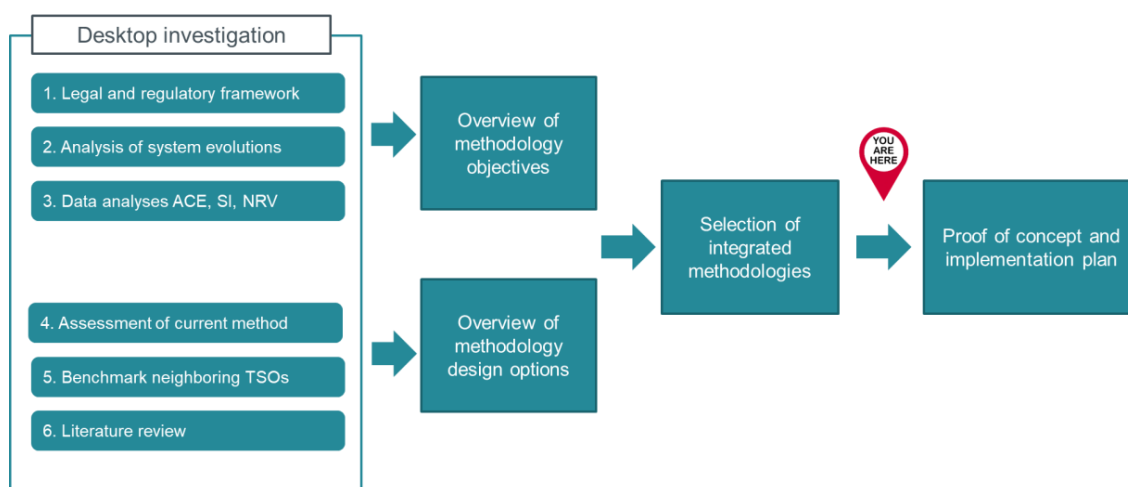 Desktop investigation
1. Legal and regulatory framework
2. Analysis of system evolutions
3. Data analyses ACE, SI, NRV
4. Assessment of current method
5. Benchmark neighboring TSOs
6. Literature review
Overview of
methodology
objectives
Overview of
methodology
design options
Selection of
integrated
methodologies
YOU
ARE
HERE
Proof of concept and
implementation plan